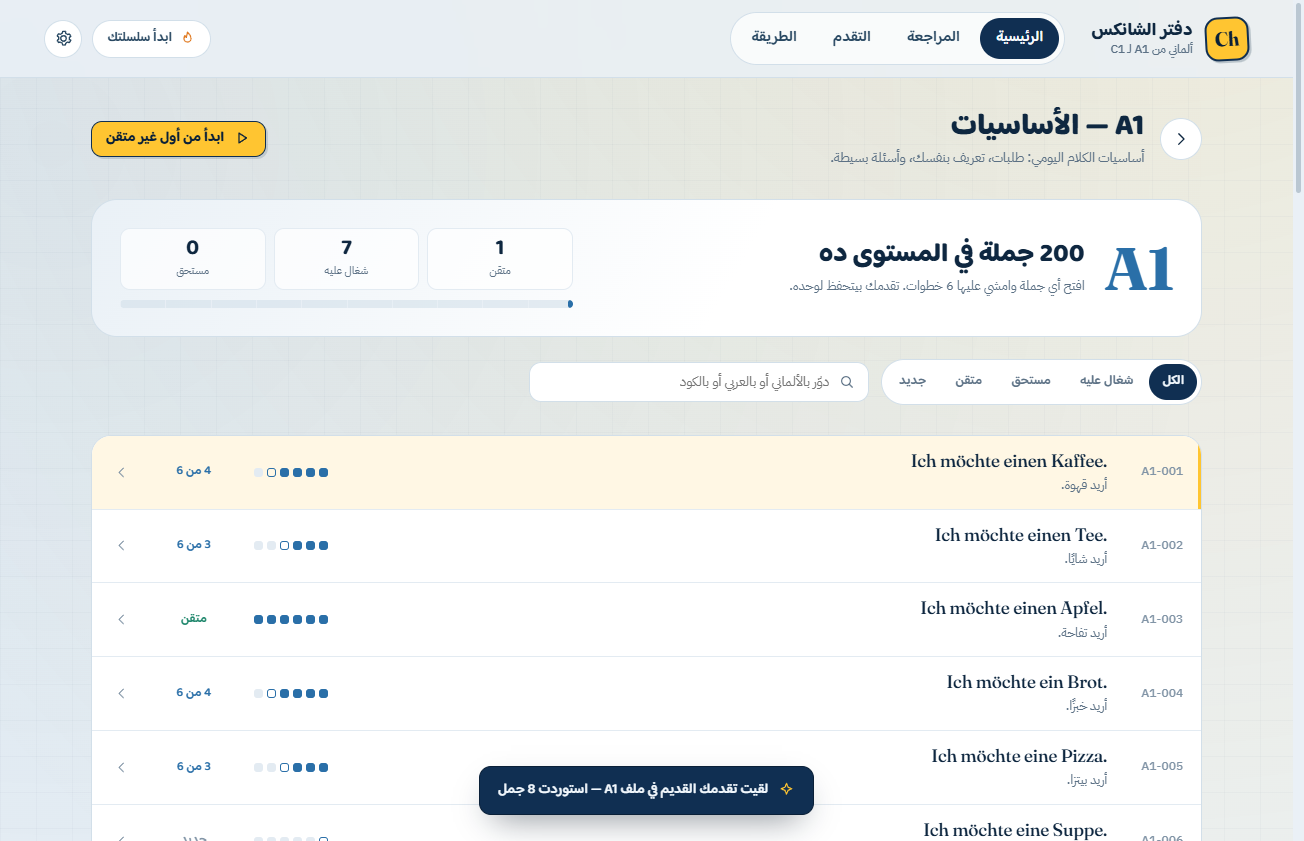 Ch
دفتر الشانكس
ألماني من A1 لـ C1
الرئيسية
المراجعة
التقدم
الطريقة
ابدأ سلسلتك
A1 — الأساسيات
أساسيات الكلام اليومي: طلبات، تعريف بنفسك، وأسئلة بسيطة.
ابدأ من أول غير متقن
A1
200 جملة في المستوى ده
افتح أي جملة وامشي عليها 6 خطوات. تقدمك بيتحفظ لوحده.
1
متقن
7
شغال عليه
0
مستحق
الكل
شغال عليه
مستحق
متقن
جديد
دوّر بالألماني أو بالعربي أو بالكود
A1-001
Ich möchte einen Kaffee.
أريد قهوة.
4 من 6
A1-002
Ich möchte einen Tee.
أريد شايًا.
3 من 6
A1-003
Ich möchte einen Apfel.
أريد تفاحة.
متقن
A1-004
Ich möchte ein Brot.
أريد خبزًا.
4 من 6
A1-005
Ich möchte eine Pizza.
أريد بيتزا.
3 من 6
A1-006
Ich möchte eine Suppe.
جديد
لقيت تقدمك القديم في ملف A1 — استوردت 8 جمل